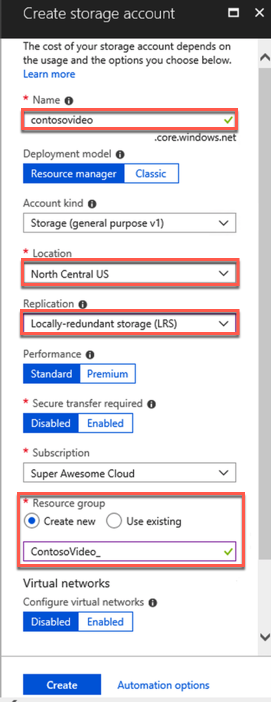 Create storage account
The cost of your storage account depends on
the usage and the options you choose below.
Learn more
* Name
contosovideo
.core.windows.net
Deployment model
Resource manager Classic
Account kind
Storage (general purpose v1)
* Location
North Central US
Replication
Locally-redundant storage (LRS)
Performance
Standard Premium
* Secure transfer required
Disabled Enabled
* Subscription
Super Awesome Cloud
* Resource group
Create new Use existing
ContosoVideo_
Virtual networks
Configure virtual networks
Disabled Enabled
Create Automation options